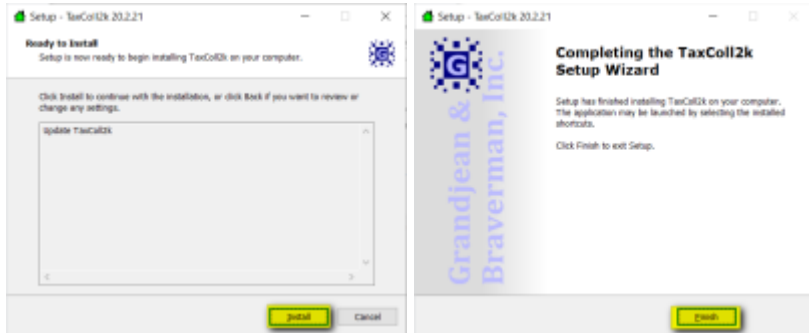 Setup - TaxColl2k 20.2.21
Ready to Install
Setup is now ready to begin installing TaxColl2k on your computer.
G
Click Install to continue with the installation, or click Back if you want to review or
change any settings.
Update TaxColl2k
Install
Cancel
Setup - TaxColl2k 20.2.21
G
Grandjean &
Braverman, Inc.
Completing the TaxColl2k
Setup Wizard
Setup has finished installing TaxColl2k on your computer.
The application may be launched by selecting the installed
shortcuts.
Click Finish to exit Setup.
Finish